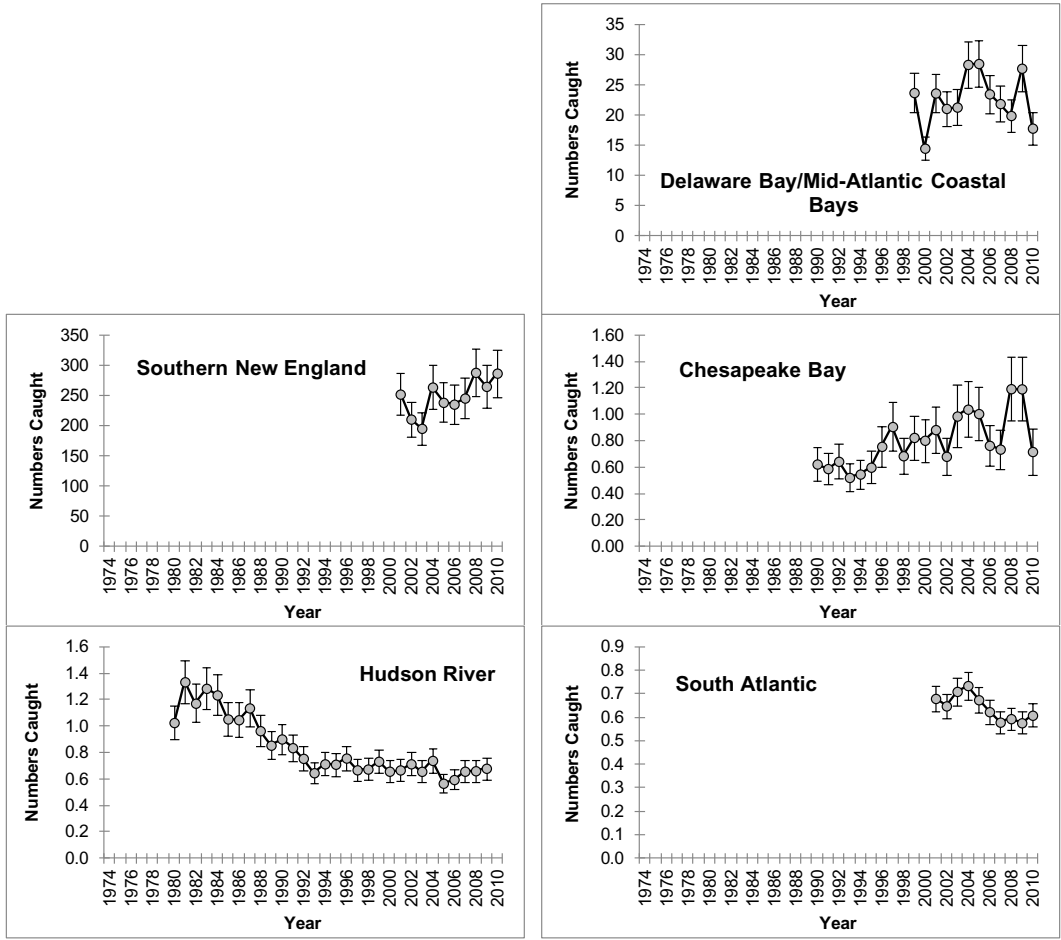 35
30
25
20
15
10
5
0
Numbers Caught
Delaware Bay/Mid-Atlantic Coastal
Bays
1974 1976 1978 1980 1982 1984 1986 1988 1990 1992 1994 1996 1998 2000 2002 2004 2006 2008 2010
Year
350
300
250
200
150
100
50
0
Numbers Caught
Southern New England
1974 1976 1978 1980 1982 1984 1986 1988 1990 1992 1994 1996 1998 2000 2002 2004 2006 2008 2010
Year
1.60
1.40
1.20
1.00
0.80
0.60
0.40
0.20
0.00
Numbers Caught
Chesapeake Bay
1974 1976 1978 1980 1982 1984 1986 1988 1990 1992 1994 1996 1998 2000 2002 2004 2006 2008 2010
Year
1.6
1.4
1.2
1.0
0.8
0.6
0.4
0.2
0.0
Numbers Caught
Hudson River
1974 1976 1978 1980 1982 1984 1986 1988 1990 1992 1994 1996 1998 2000 2002 2004 2006 2008 2010
Year
0.9
0.8
0.7
0.6
0.5
0.4
0.3
0.2
0.1
0.0
Numbers Caught
South Atlantic
1974 1976 1978 1980 1982 1984 1986 1988 1990 1992 1994 1996 1998 2000 2002 2004 2006 2008 2010
Year